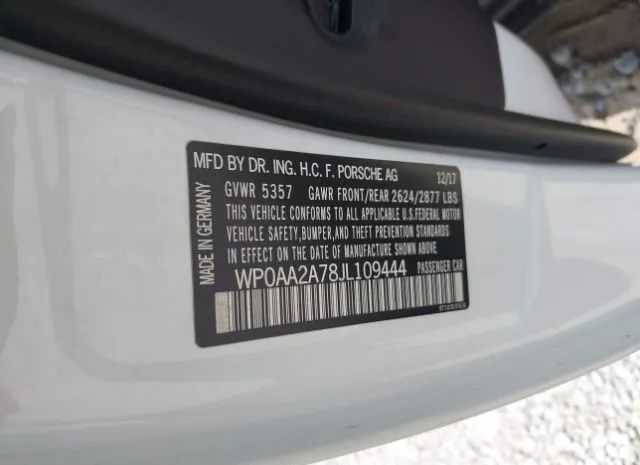 MFD BY DR. ING. H.C. F. PORSCHE AG 12/17
GVWR 5357 GAWR FRONT/REAR 2624/2877 LBS
THIS VEHICLE CONFORMS TO ALL APPLICABLE U.S.FEDERAL MOTOR
VEHICLE SAFETY,BUMPER,AND THEFT PREVENTION STANDARDS
IN EFFECT ON THE DATE OF MANUFACTURE SHOWN ABOVE.
WP0AA2A78JL109444 PASSENGER CAR
MADE IN GERMANY